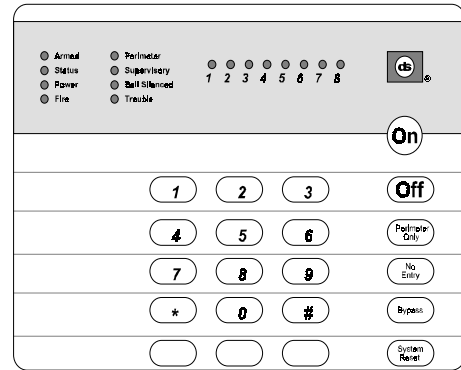 Armed Perimeter
Status Supervisory
Power Bell Silenced
Fire Trouble
1 2 3 4 5 6 7 8
ds ®
On
1 2 3 Off
4 5 6 Perimeter Only
7 8 9 No Entry
* 0 # Bypass
System Reset